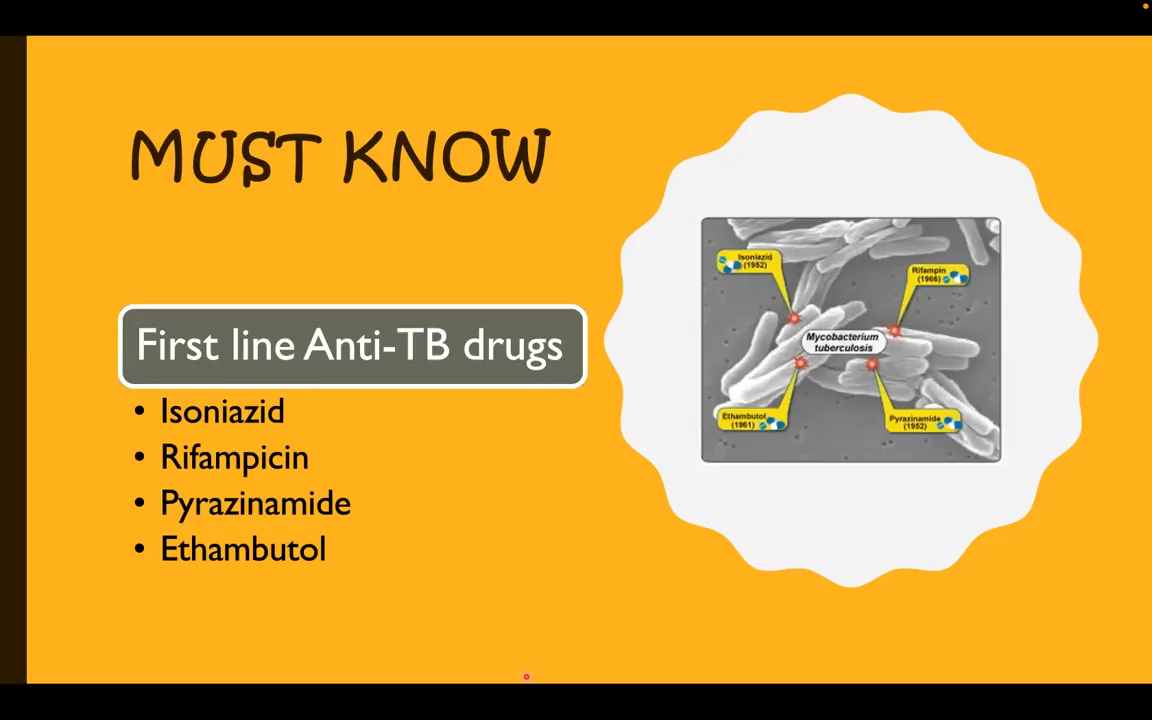 MUST KNOW
First line Anti-TB drugs
• Isoniazid
• Rifampicin
• Pyrazinamide
• Ethambutol
Isoniazid
(1952)
Rifampin
(1966)
Mycobacterium
tuberculosis
Ethambutol
(1961)
Pyrazinamide
(1952)